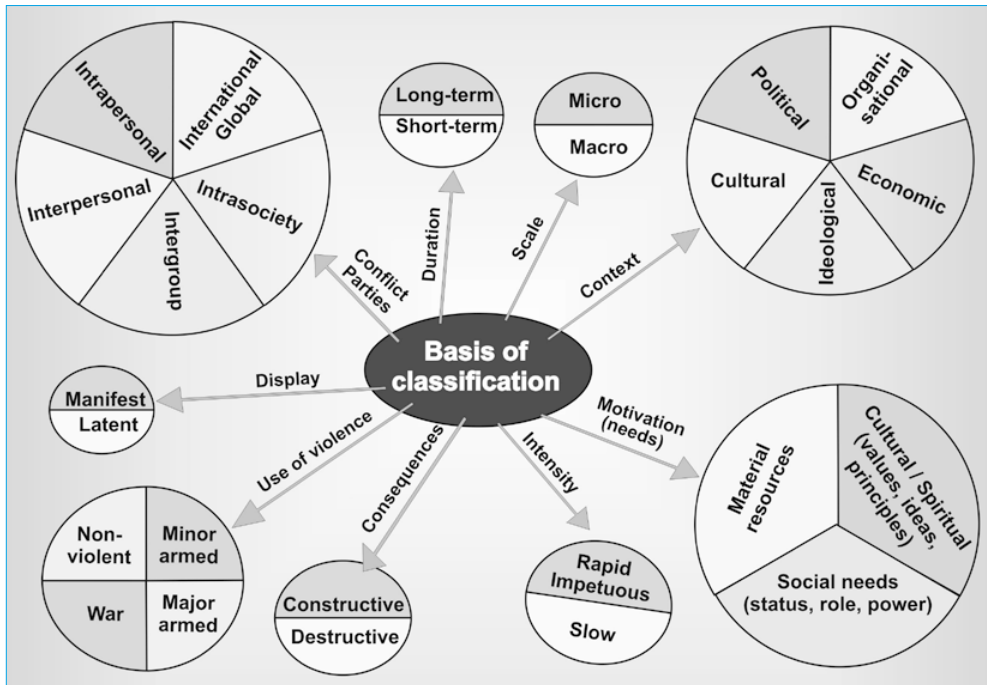 Intrapersonal
International
Global
Interpersonal
Intrasociety
Intergroup
Long-term
Short-term
Micro
Macro
Political
Organi-
sational
Cultural
Economic
Ideological
Conflict
Parties
Duration
Scale
Context
Basis of
classification
Display
Manifest
Latent
Use of violence
Consequences
Intensity
Motivation
(needs)
Non-
violent
Minor
armed
War
Major
armed
Constructive
Destructive
Rapid
Impetuous
Slow
Material
resources
Cultural / Spiritual
(values, ideas,
principles)
Social needs
(status, role, power)